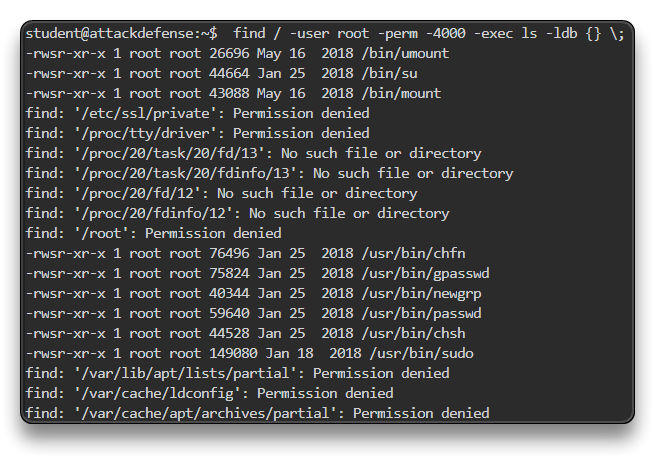 student@attackdefense:~$  find / -user root -perm -4000 -exec ls -ldb {} \;
-rwsr-xr-x 1 root root 26696 May 16  2018 /bin/umount
-rwsr-xr-x 1 root root 44664 Jan 25  2018 /bin/su
-rwsr-xr-x 1 root root 43088 May 16  2018 /bin/mount
find: '/etc/ssl/private': Permission denied
find: '/proc/tty/driver': Permission denied
find: '/proc/20/task/20/fd/13': No such file or directory
find: '/proc/20/task/20/fdinfo/13': No such file or directory
find: '/proc/20/fd/12': No such file or directory
find: '/proc/20/fdinfo/12': No such file or directory
find: '/root': Permission denied
-rwsr-xr-x 1 root root 76496 Jan 25  2018 /usr/bin/chfn
-rwsr-xr-x 1 root root 75824 Jan 25  2018 /usr/bin/gpasswd
-rwsr-xr-x 1 root root 40344 Jan 25  2018 /usr/bin/newgrp
-rwsr-xr-x 1 root root 59640 Jan 25  2018 /usr/bin/passwd
-rwsr-xr-x 1 root root 44528 Jan 25  2018 /usr/bin/chsh
-rwsr-xr-x 1 root root 149080 Jan 18  2018 /usr/bin/sudo
find: '/var/lib/apt/lists/partial': Permission denied
find: '/var/cache/ldconfig': Permission denied
find: '/var/cache/apt/archives/partial': Permission denied